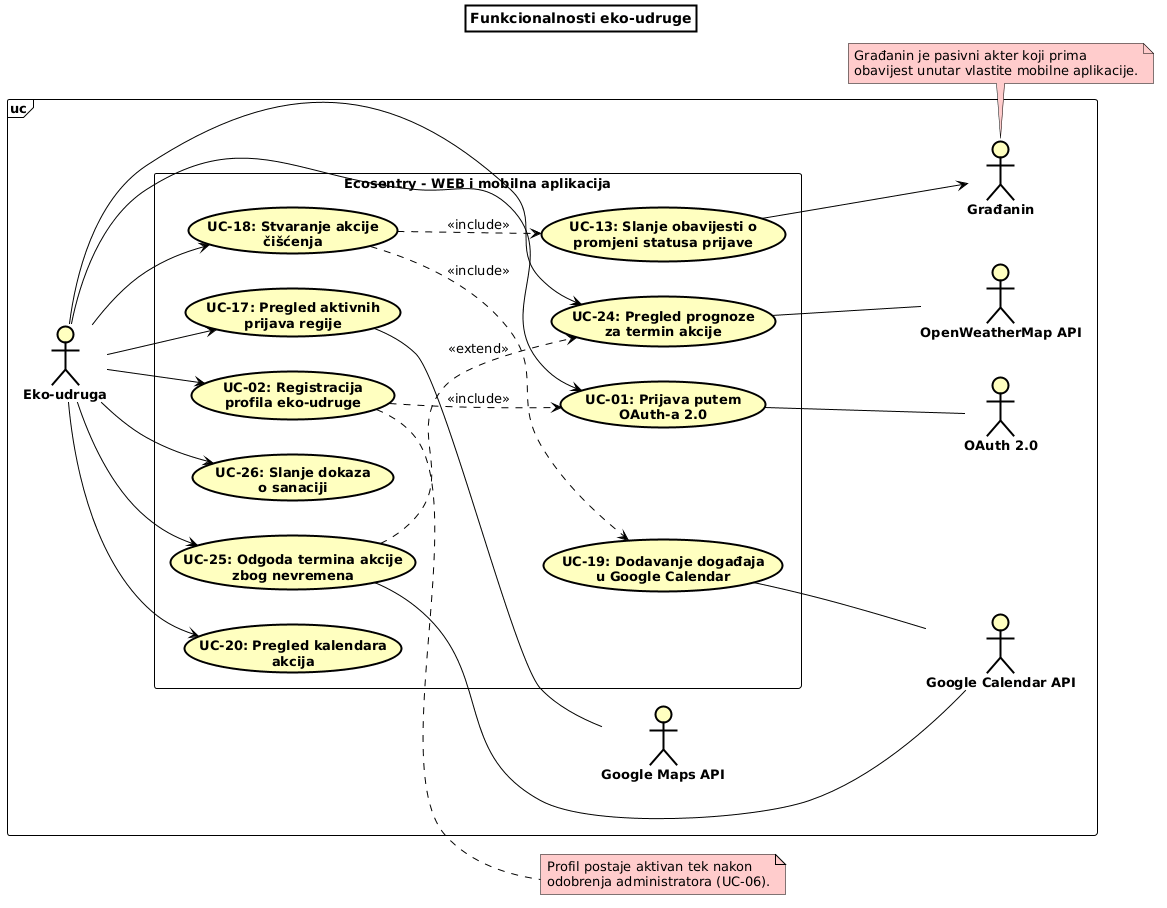 Funkcionalnosti eko-udruge
Građanin je pasivni akter koji prima
obavijest unutar vlastite mobilne aplikacije.
uc
Ecosentry - WEB i mobilna aplikacija
UC-18: Stvaranje akcije
čišćenja
«include»
UC-13: Slanje obavijesti o
promjeni statusa prijave
Građanin
«include»
UC-17: Pregled aktivnih
prijava regije
UC-24: Pregled prognoze
za termin akcije
OpenWeatherMap API
«extend»
Eko-udruga
UC-02: Registracija
profila eko-udruge
«include»
UC-01: Prijava putem
OAuth-a 2.0
OAuth 2.0
UC-26: Slanje dokaza
o sanaciji
UC-25: Odgoda termina akcije
zbog nevremena
UC-19: Dodavanje događaja
u Google Calendar
UC-20: Pregled kalendara
akcija
Google Calendar API
Google Maps API
Profil postaje aktivan tek nakon
odobrenja administratora (UC-06).